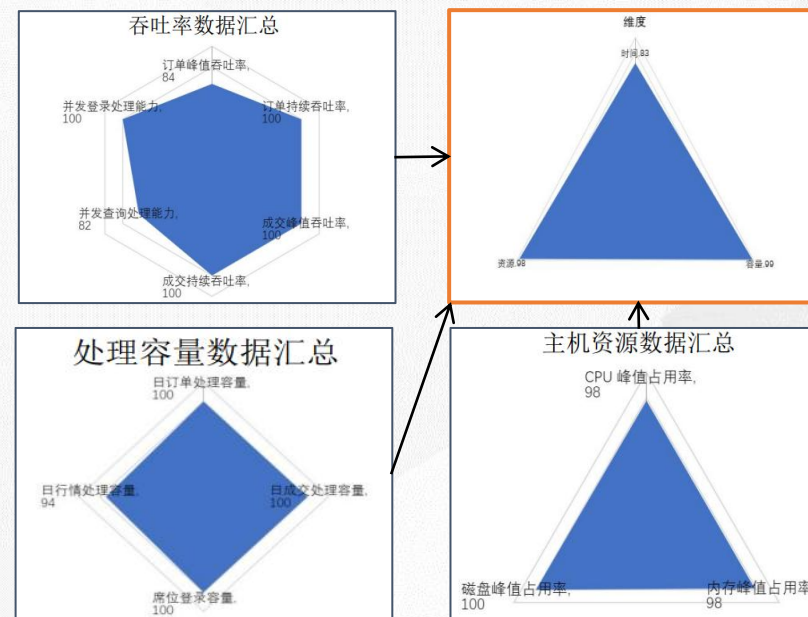 吞吐率数据汇总
订单峰值吞吐率,
84
订单持续吞吐率,
100
成交峰值吞吐率,
100
成交持续吞吐率,
100
并发查询处理能力,
82
并发登录处理能力,
100
维度
时间,83
容量,99
资源,98
处理容量数据汇总
日订单处理容量,
100
日成交处理容量,
100
席位登录容量,
100
日行情处理容量,
94
主机资源数据汇总
CPU 峰值占用率,
98
内存峰值占用率
98
磁盘峰值占用率,
100